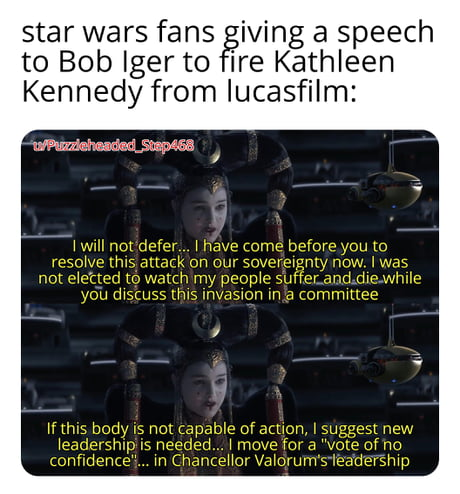 star wars fans giving a speech
to Bob Iger to fire Kathleen
Kennedy from lucasfilm:
u/Puzzleheaded_Step468
I will not defer... I have come before you to
resolve this attack on our sovereignty now. I was
not elected to watch my people suffer and die while
you discuss this invasion in a committee
If this body is not capable of action, I suggest new
leadership is needed... I move for a "vote of no
confidence"... in Chancellor Valorum's leadership